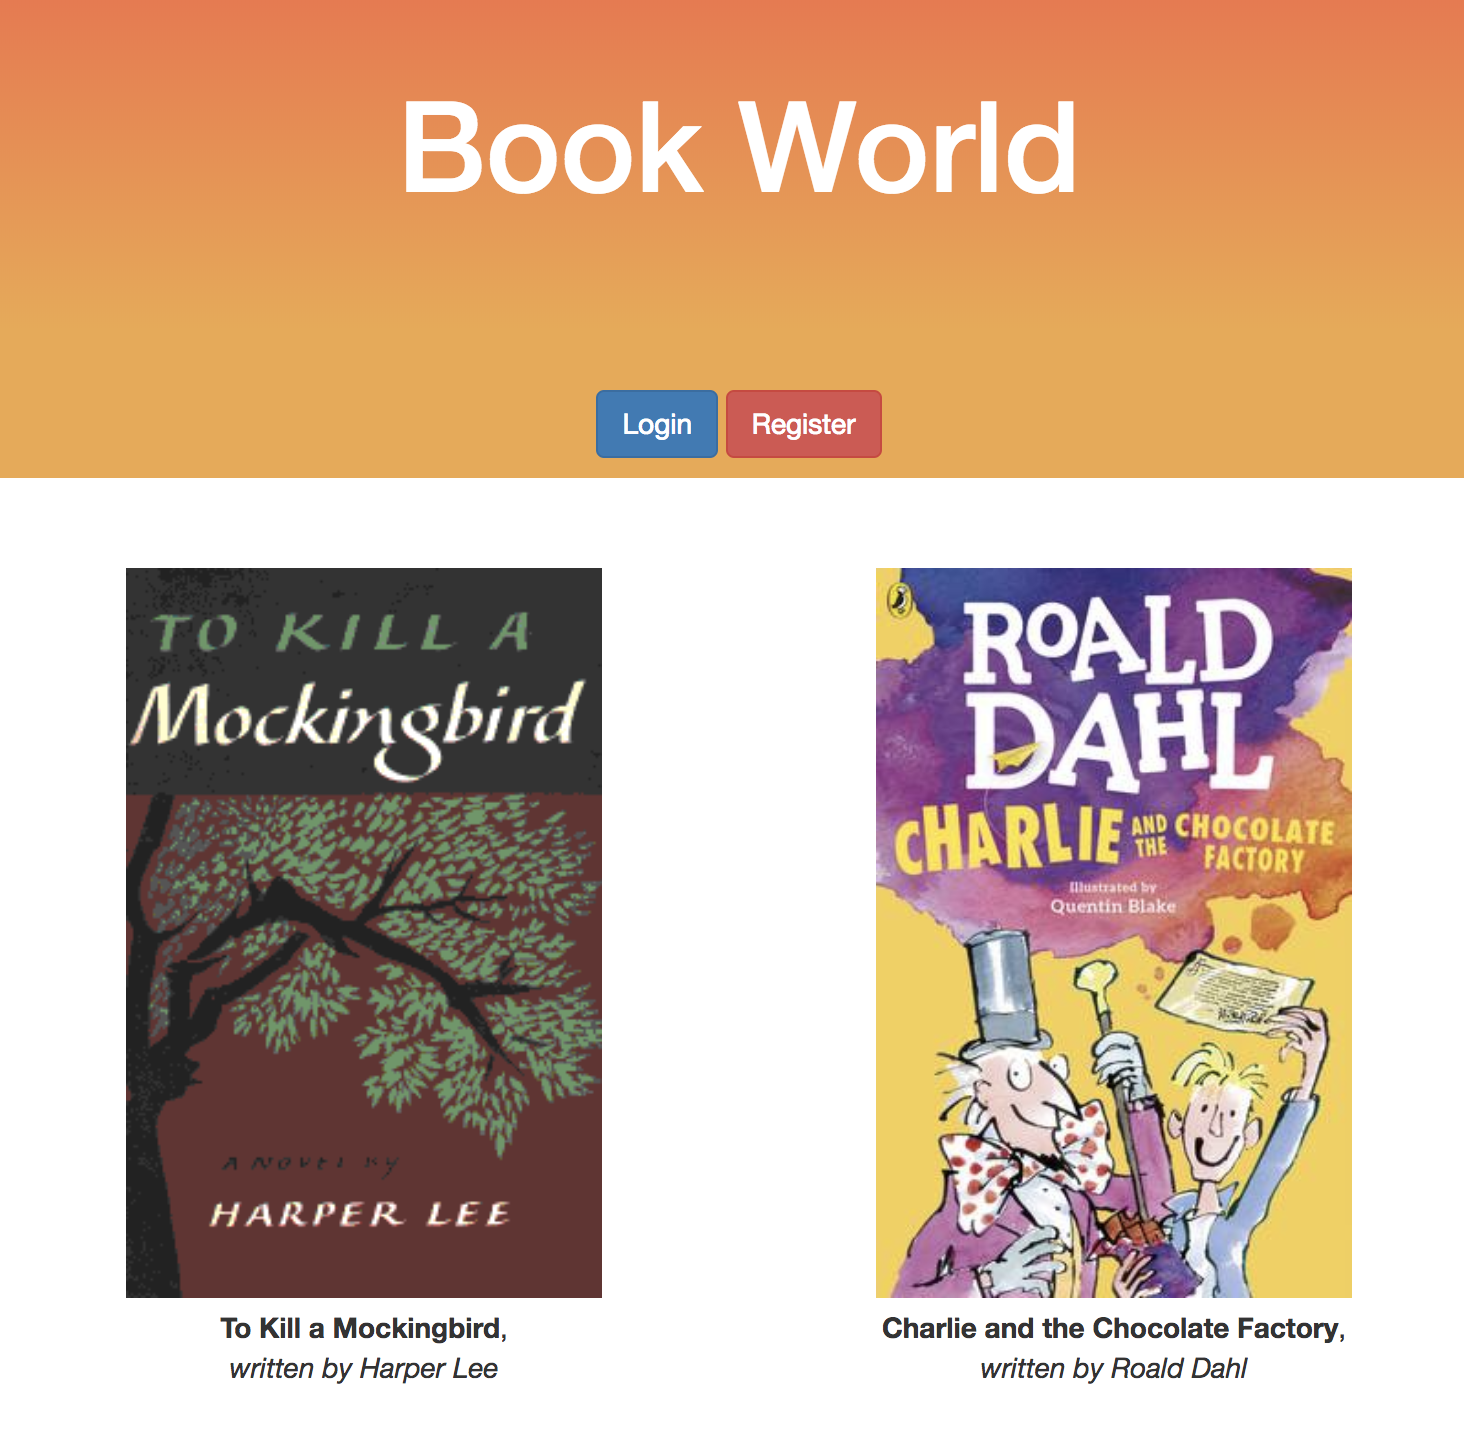 Book World
Login Register
TO KILL A
Mockingbird
A NOVEL by
HARPER LEE
To Kill a Mockingbird,
written by Harper Lee
ROALD
DAHL
CHARLIE AND THE CHOCOLATE FACTORY
Illustrated by
Quentin Blake
Charlie and the Chocolate Factory,
written by Roald Dahl